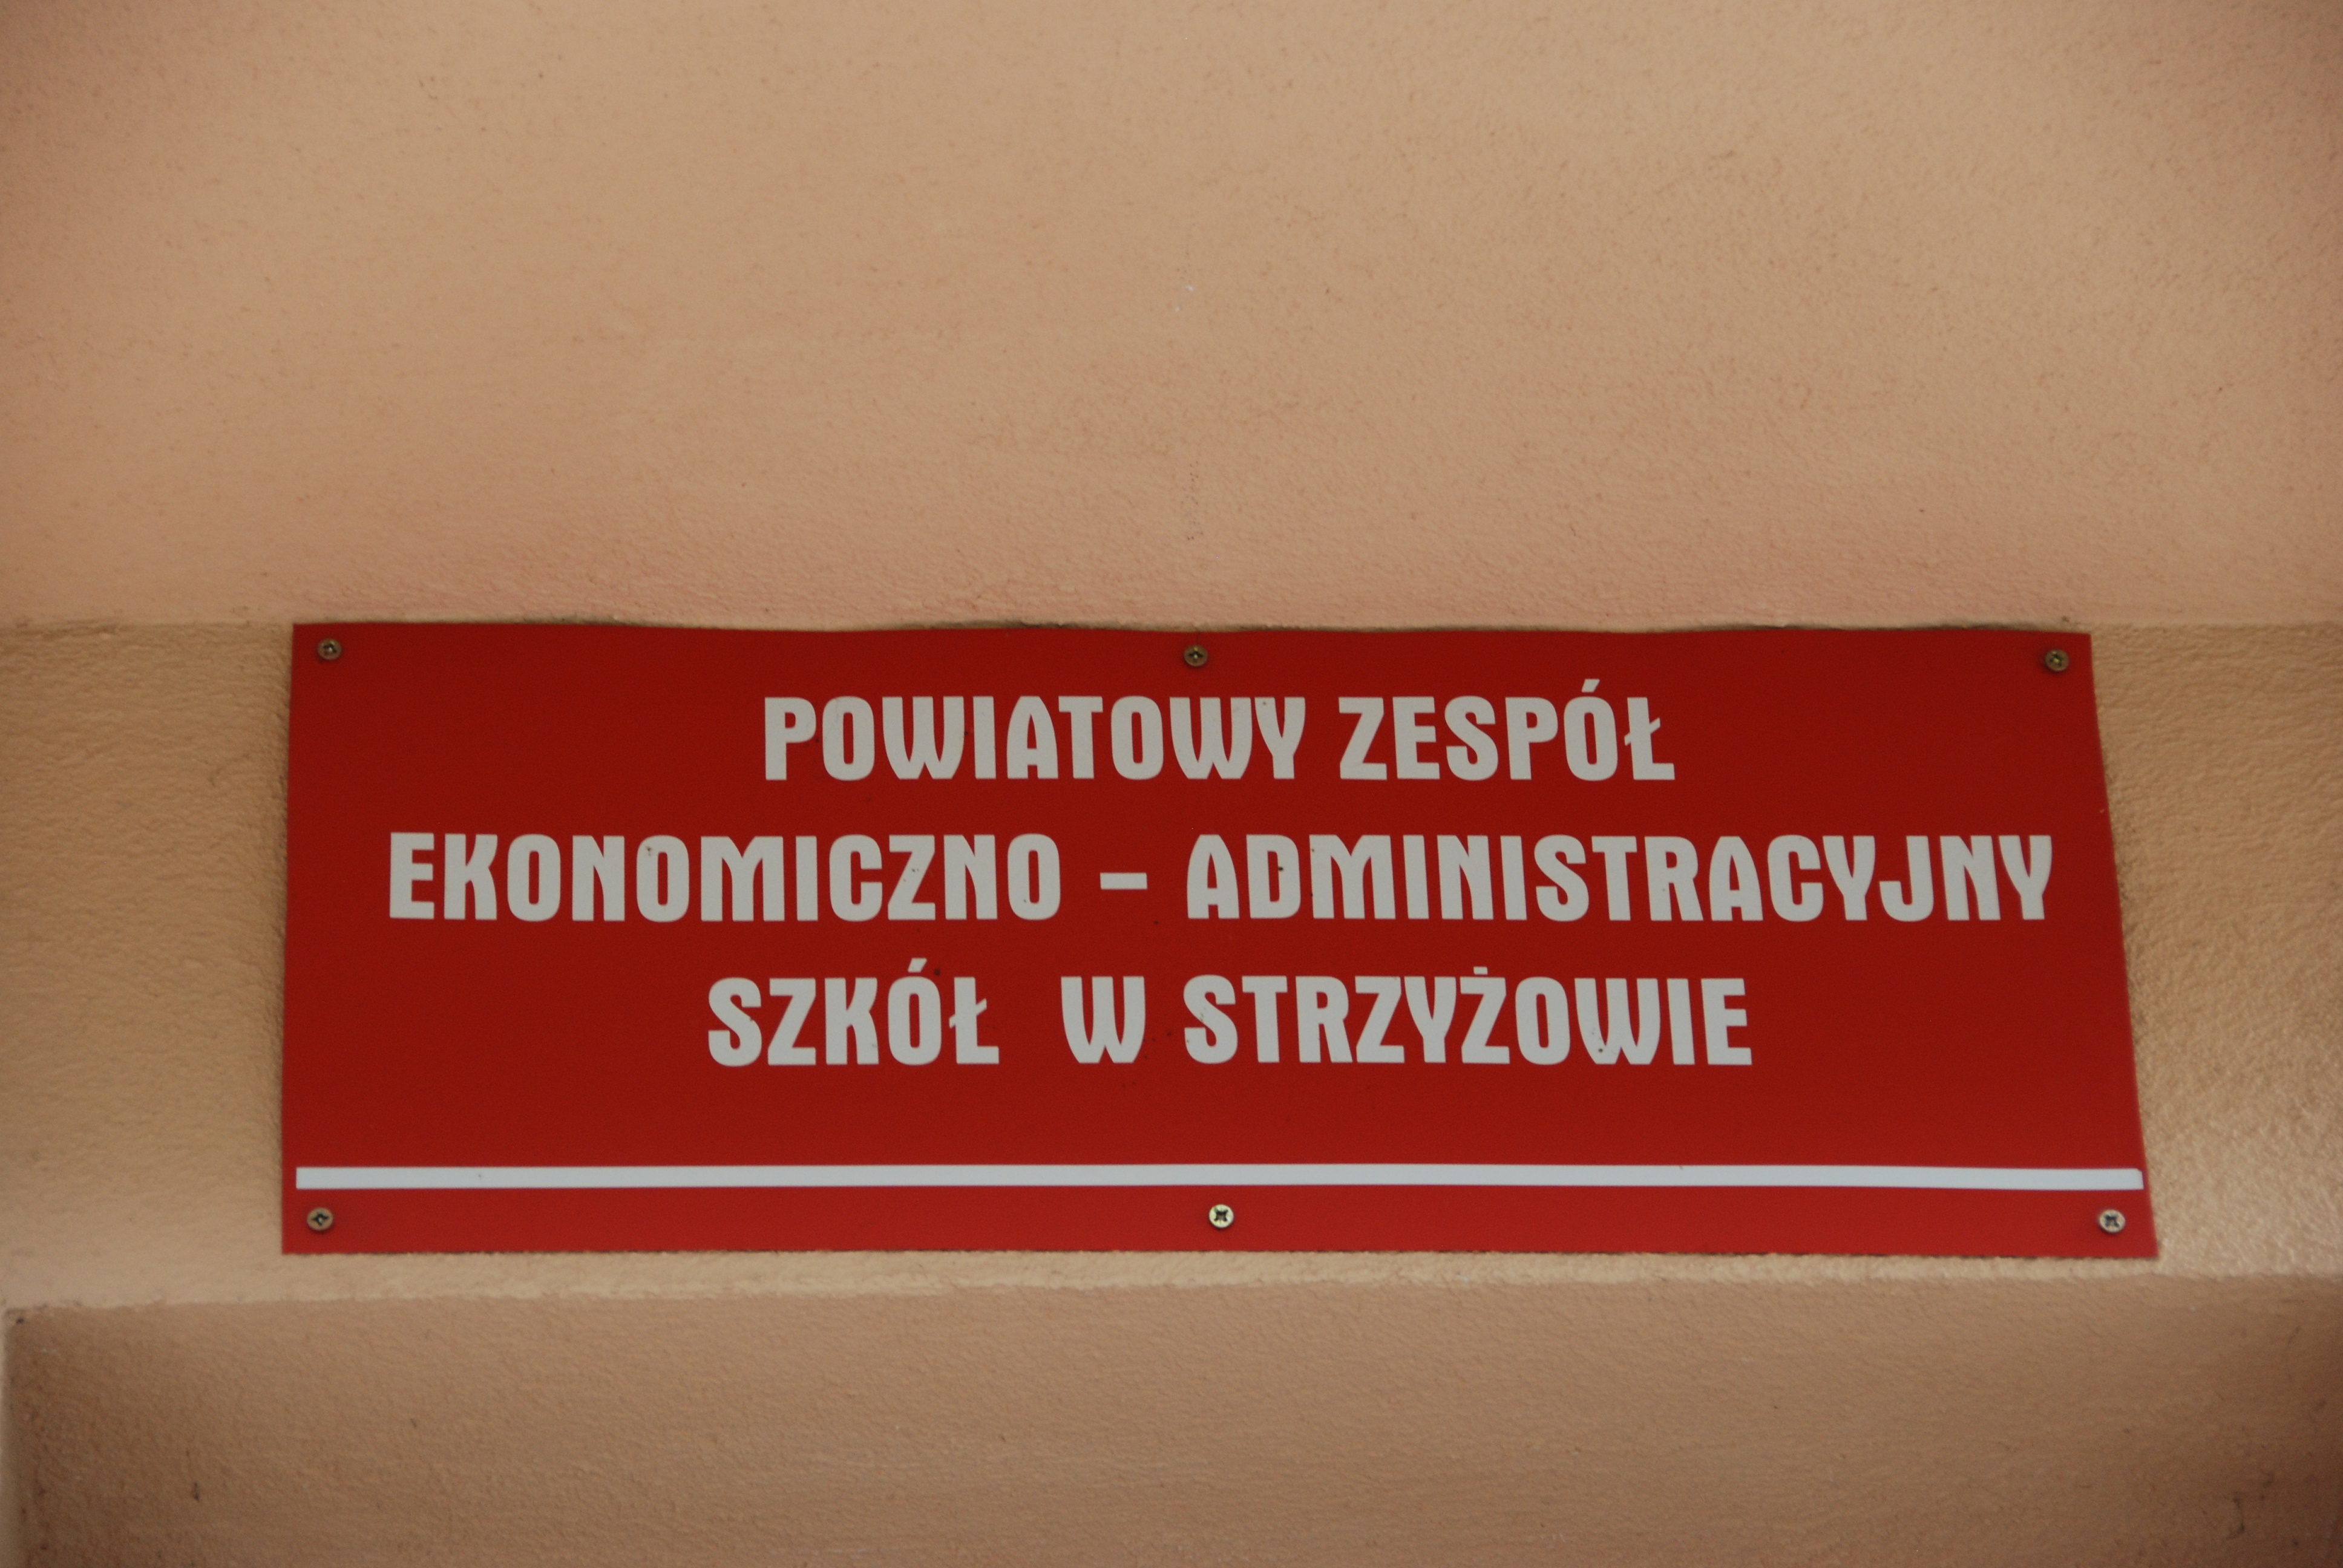 POWIATOWY ZESPÓŁ
EKONOMICZNO – ADMINISTRACYJNY
SZKÓŁ W STRZYŻOWIE